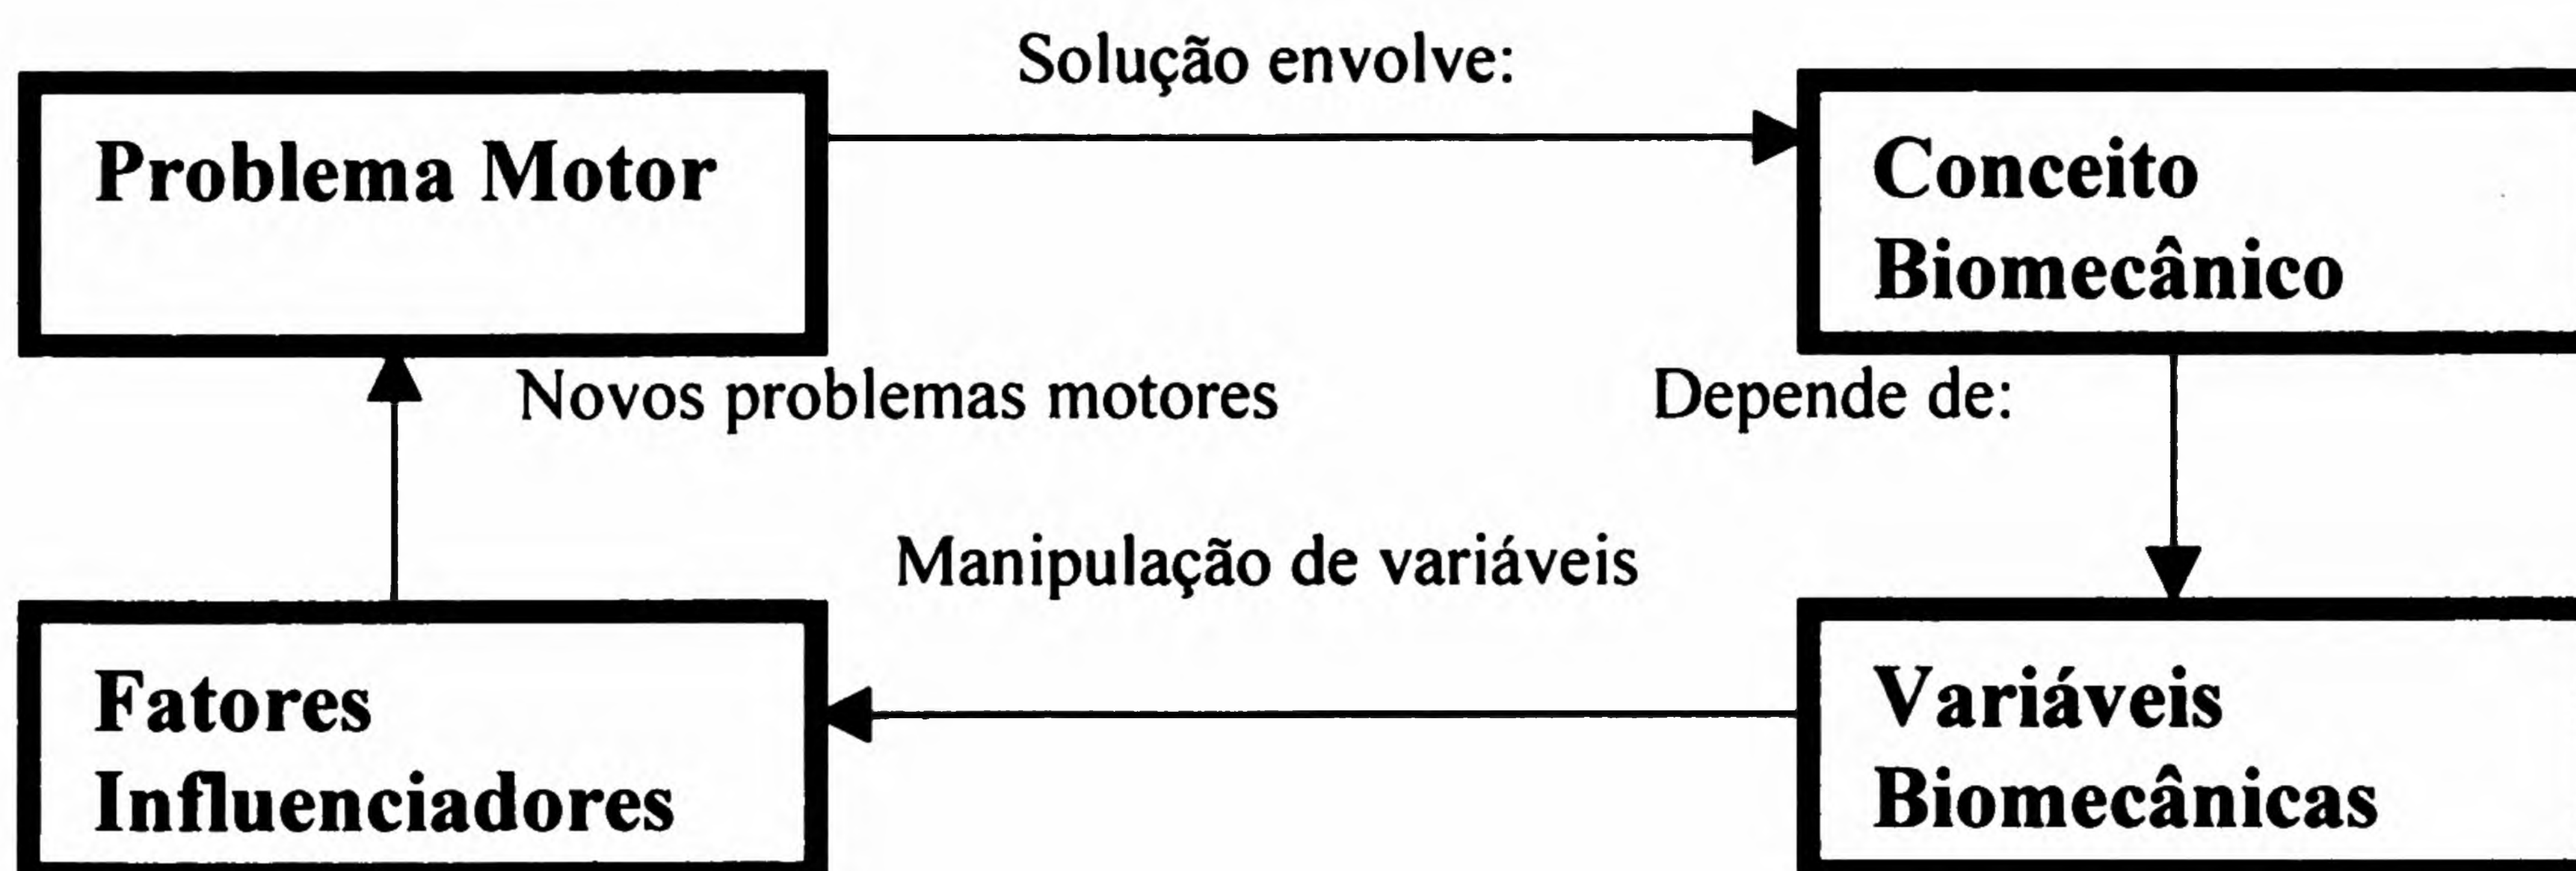 Solução envolve:
Problema Motor
Conceito
Biomecânico
Novos problemas motores
Depende de:
Manipulação de variáveis
Fatores
Influenciadores
Variáveis
Biomecânicas